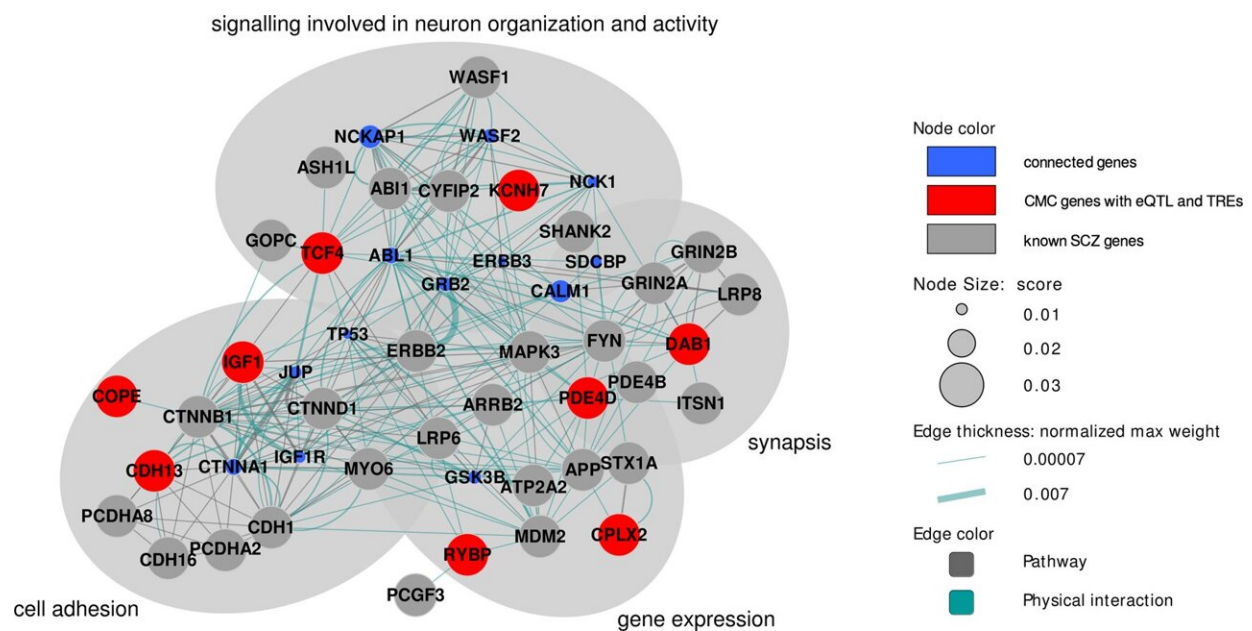 signalling involved in neuron organization and activity
WASF1
NCKAP1
WASF2
ASH1L
ABI1
CYFIP2
KCNH7
NCK1
SHANK2
GOPC
TCF4
ABL1
ERBB3
SDCBP
GRIN2B
GRB2
CALM1
GRIN2A
LRP8
TP53
ERBB2
MAPK3
FYN
DAB1
IGF1
JUP
PDE4B
COPE
CTNNB1
CTNND1
ARRB2
PDE4D
ITSN1
LRP6
synapsis
CDH13
CTNNA1
IGF1R
MYO6
GSK3B
ATP2A2
APP
STX1A
PCDHA8
CDH1
MDM2
CPLX2
CDH16
PCDHA2
RYBP
PCGF3
cell adhesion
gene expression
Node color
connected genes
CMC genes with eQTL and TREs
known SCZ genes
Node Size: score
0.01
0.02
0.03
Edge thickness: normalized max weight
0.00007
0.007
Edge color
Pathway
Physical interaction